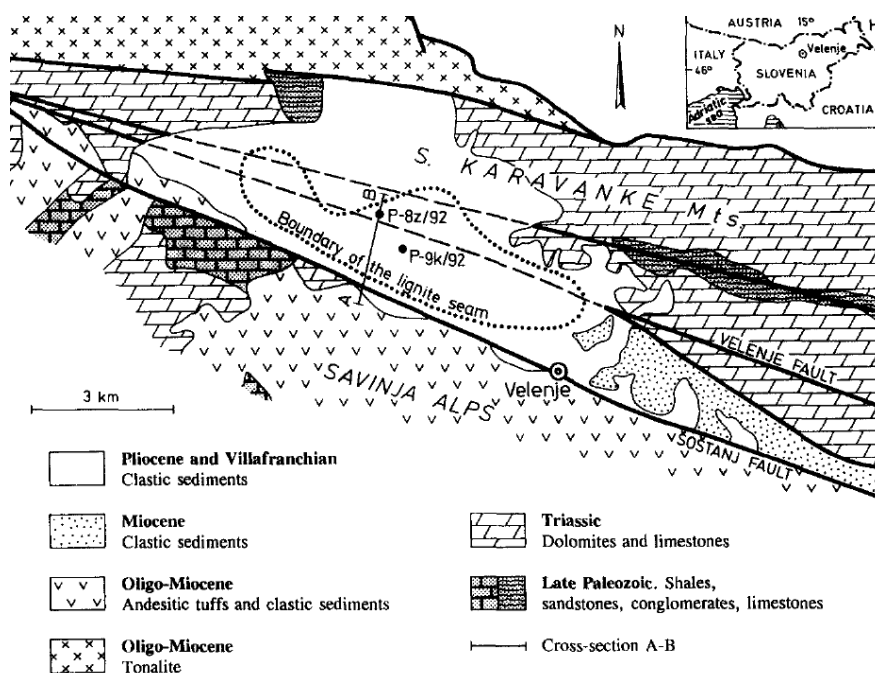 N
AUSTRIA 15°
H
Velenje
ITALY
46°
SLOVENIA
CROATIA
Adriatic
sea
S. KARAVANKE Mts.
B
P-8z/92
P-9k/92
Boundary of the lignite seam
A
VELENJE FAULT
3 km
SAVINJA ALPS
Velenje
ŠOŠTANJ FAULT
Pliocene and Villafranchian
Clastic sediments
Miocene
Clastic sediments
Oligo-Miocene
Andesitic tuffs and clastic sediments
Oligo-Miocene
Tonalite
Triassic
Dolomites and limestones
Late Paleozoic. Shales,
sandstones, conglomerates, limestones
Cross-section A-B